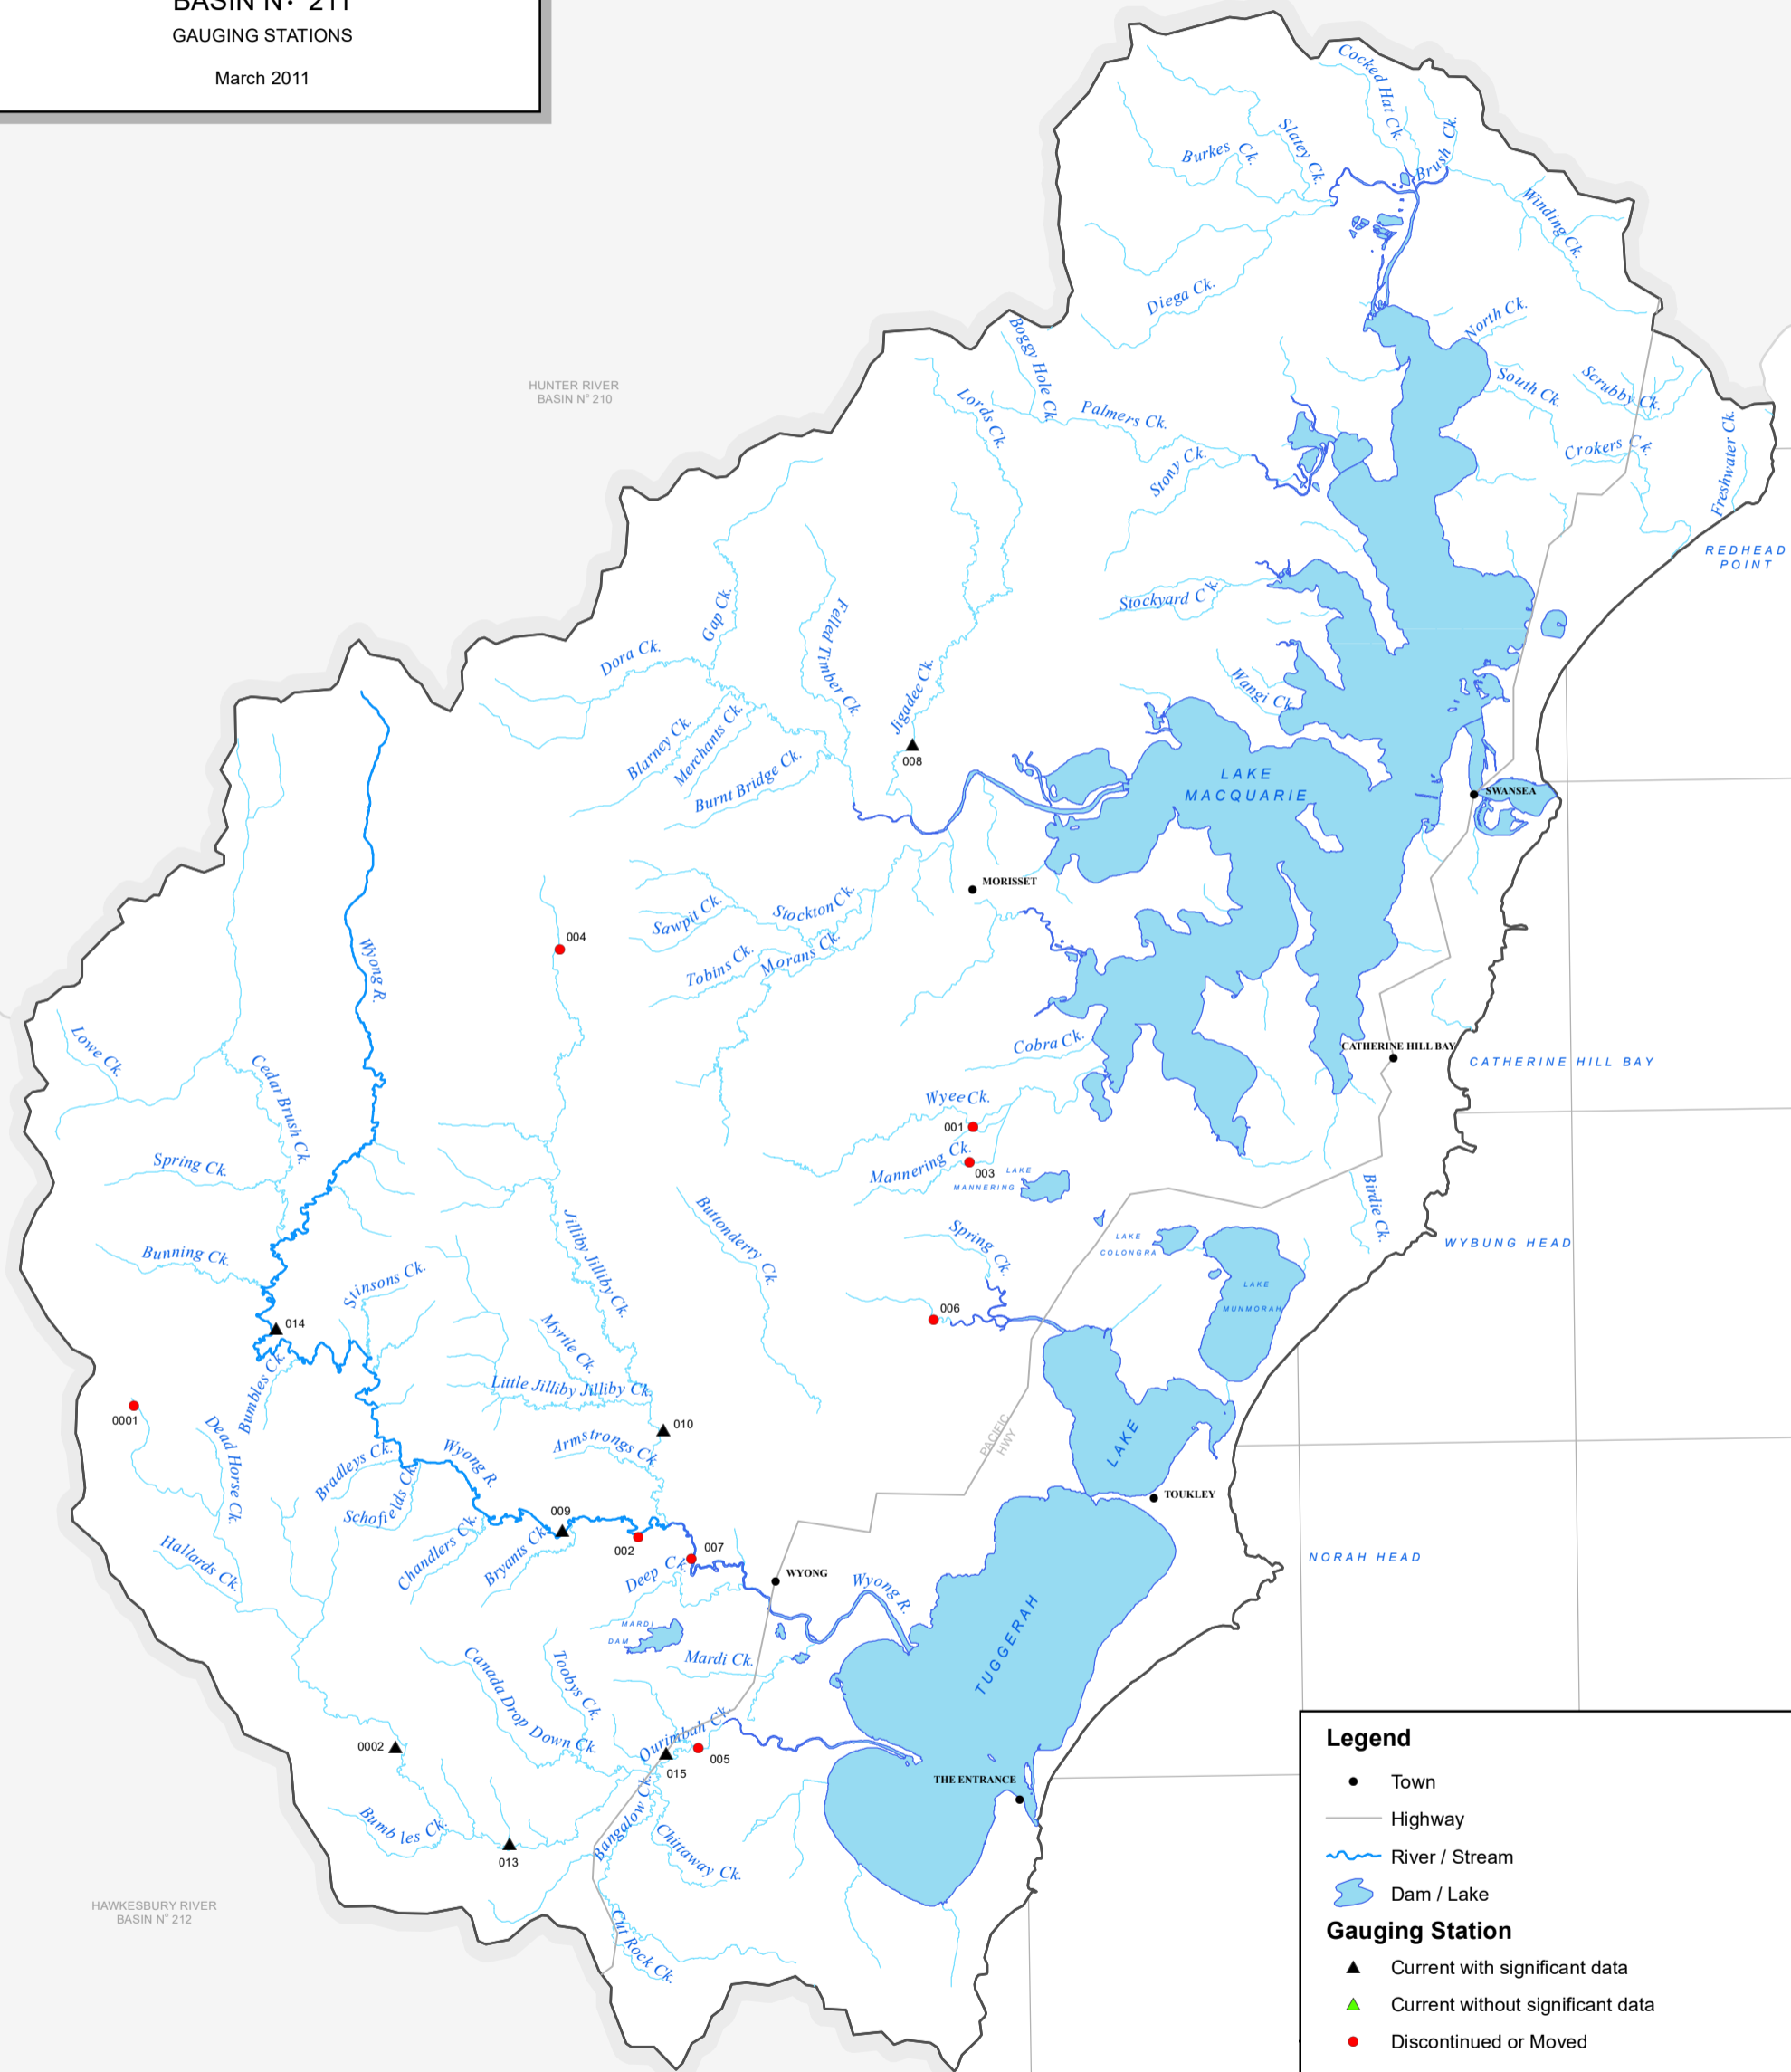 BASIN No. 211
GAUGING STATIONS
March 2011
Cocked Hat Ck.
Slatey Ck.
Burkes Ck.
Brush Ck.
Winding Ck.
Diega Ck.
North Ck.
Boggy Hole Ck.
HUNTER RIVER
BASIN No 210
Lords Ck.
Palmers Ck.
South Ck.
Scrubby Ck.
Stony Ck.
Crokers Ck.
Freshwater Ck.
REDHEAD
POINT
Stockyard Ck.
Gap Ck.
Felled Timber Ck.
Dora Ck.
Jigadee Ck.
Wangi Ck.
Blarney Ck.
Merchants Ck.
Burnt Bridge Ck.
008
LAKE
MACQUARIE
SWANSEA
MORISSET
Sawpit Ck.
Stockton Ck.
004
Tobins Ck.
Morans Ck.
Wyong R.
Lowe Ck.
Cobra Ck.
CATHERINE HILL BAY
CATHERINE HILL BAY
Cedar Brush Ck.
Wyee Ck.
001
Mannering Ck.
003
LAKE
MANNERING
Spring Ck.
Birdie Ck.
Buttonderry Ck.
Jilliby Jilliby Ck.
Spring Ck.
LAKE
COLONGRA
WYBUNG HEAD
Bunning Ck.
Stinsons Ck.
LAKE
MUNMORAH
006
014
Myrtle Ck.
Bumbles Ck.
Little Jilliby Jilliby Ck.
0001
010
Dead Horse Ck.
Armstrongs Ck.
PACIFIC
HWY
LAKE
Bradleys Ck.
Wyong R.
Schofields Ck.
TOUKLEY
009
Chandlers Ck.
Bryants Ck.
002
007
Deep Ck.
Hallards Ck.
WYONG
Wyong R.
NORAH HEAD
MARDI
DAM
TUGGERAH
Mardi Ck.
Toobys Ck.
Canada Drop Down Ck.
Ourimbah Ck.
0002
005
015
THE ENTRANCE
Bumbles Ck.
013
Bangalow Ck.
Chittaway Ck.
HAWKESBURY RIVER
BASIN No 212
Cut Rock Ck.
Legend
Town
Highway
River / Stream
Dam / Lake
Gauging Station
Current with significant data
Current without significant data
Discontinued or Moved